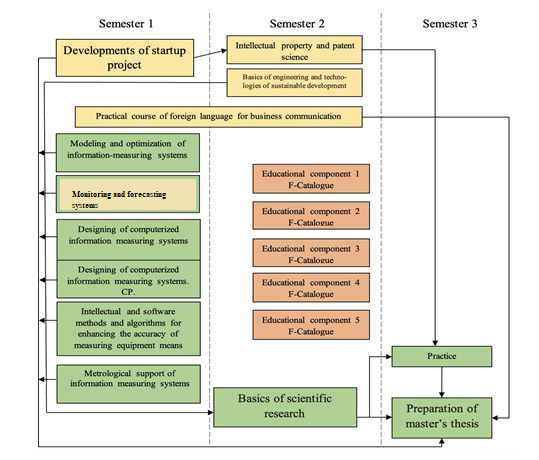 Semester 1
Semester 2
Semester 3
Developments of startup
project
Intellectual property and patent
science
Basics of engineering and techno-
logies of sustainable development
Practical course of foreign language for business communication
Modeling and optimization of
information-measuring systems
Monitoring and forecasting
systems
Designing of computerized
information measuring systems
Designing of computerized
information measuring systems.
CP.
Intellectual and software
methods and algorithms for
enhancing the accuracy of
measuring equipment means
Metrological support of
information measuring systems
Educational component 1
F-Catalogue
Educational component 2
F-Catalogue
Educational component 3
F-Catalogue
Educational component 4
F-Catalogue
Educational component 5
F-Catalogue
Basics of scientific
research
Practice
Preparation of
master's thesis